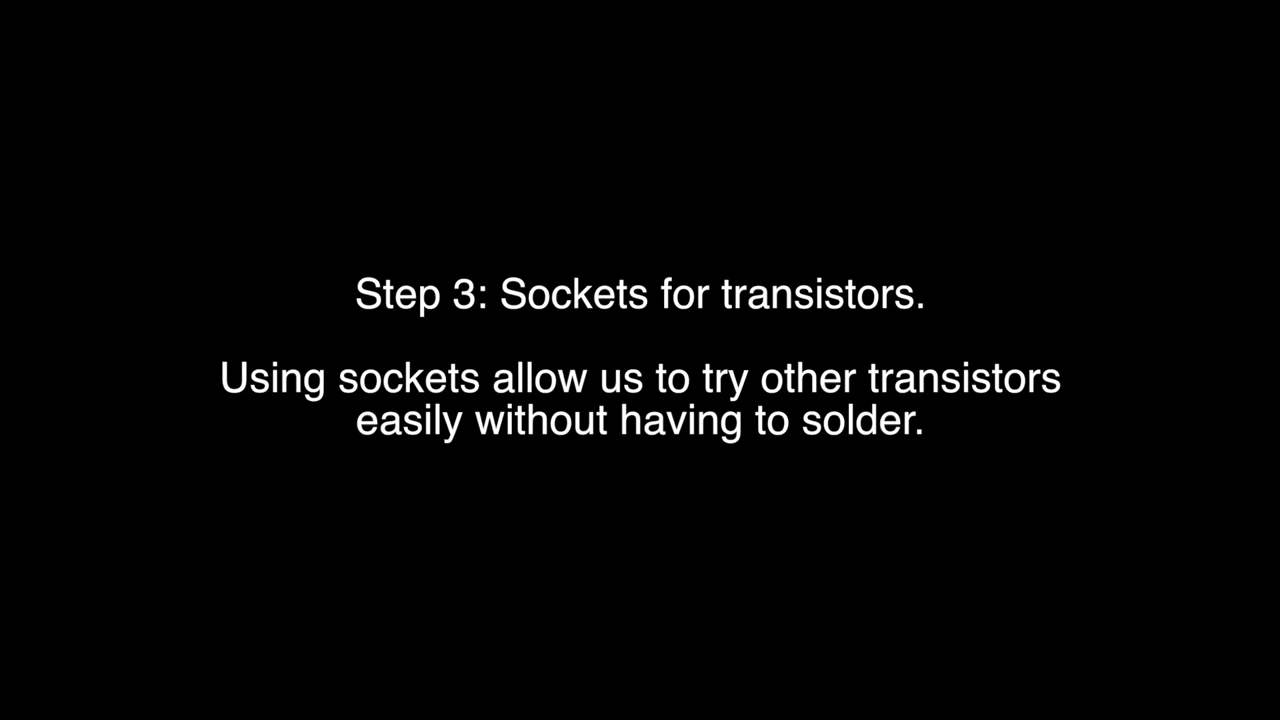 Step 3: Sockets for transistors.
Using sockets allow us to try other transistors
easily without having to solder.